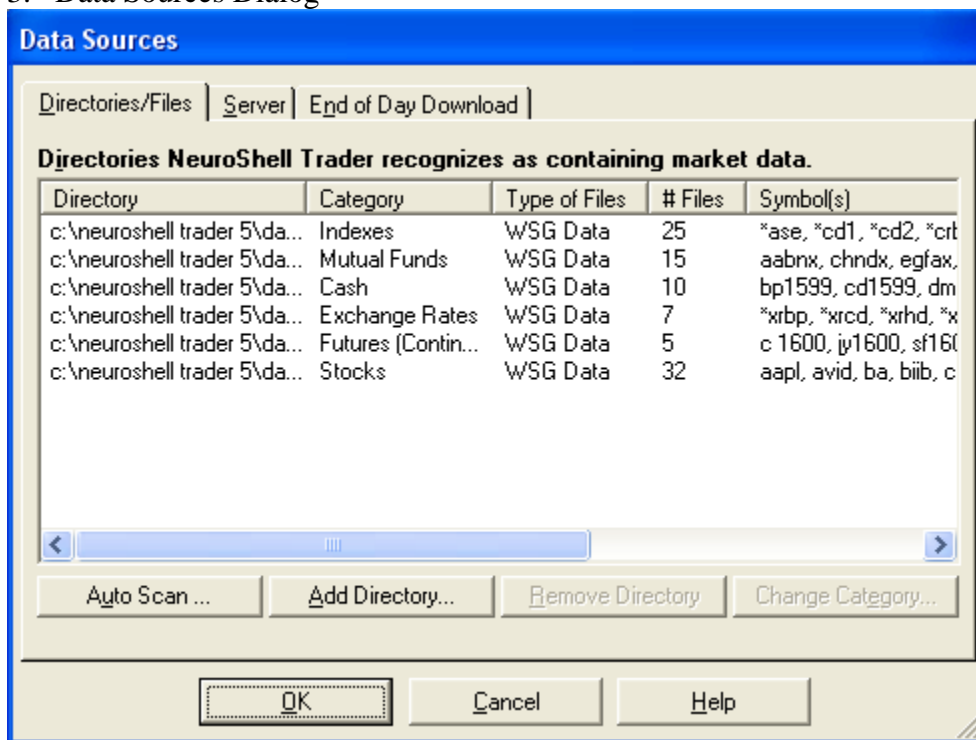 3. Data Sources Dialog
Data Sources
Directories/Files Server End of Day Download
Directories NeuroShell Trader recognizes as containing market data.
Directory Category Type of Files # Files Symbol(s)
c:\neuroshell trader 5\da... Indexes WSG Data 25 *ase, *cd1, *cd2, *crb
c:\neuroshell trader 5\da... Mutual Funds WSG Data 15 aabnx, chndx, egfax,
c:\neuroshell trader 5\da... Cash WSG Data 10 bp1599, cd1599, dm
c:\neuroshell trader 5\da... Exchange Rates WSG Data 7 *xrbp, *xrcd, *xrhd, *x
c:\neuroshell trader 5\da... Futures (Contin... WSG Data 5 c 1600, jy1600, sf160
c:\neuroshell trader 5\da... Stocks WSG Data 32 aapl, avid, ba, biib, c
Auto Scan ... Add Directory... Remove Directory Change Category...
OK Cancel Help